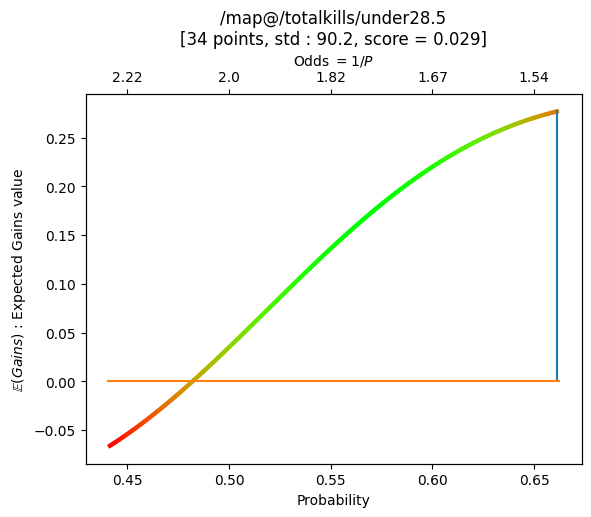 /map@/totalkills/under28.5
[34 points, std : 90.2, score = 0.029]
Odds = 1/P
2.22 2.0 1.82 1.67 1.54
0.25
0.20
0.15
0.10
0.05
0.00
−0.05
𝔼(Gains) : Expected Gains value
0.45 0.50 0.55 0.60 0.65
Probability